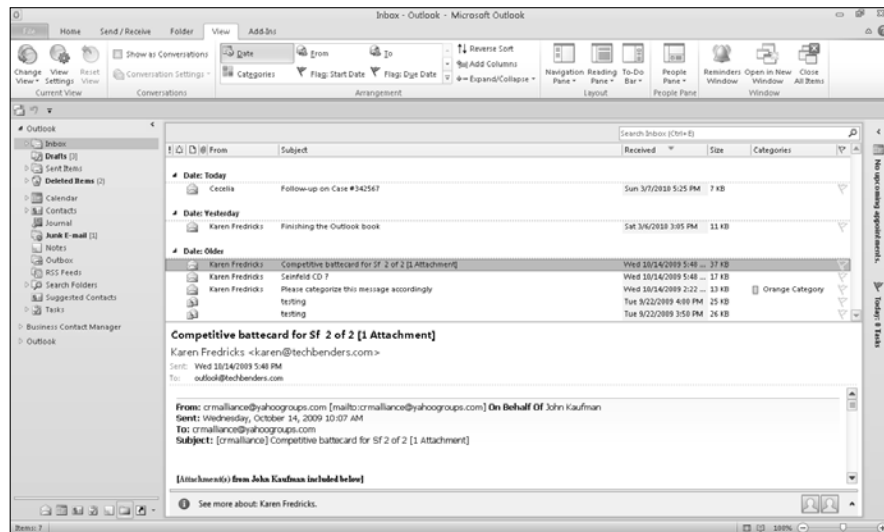 Inbox - Outlook - Microsoft Outlook
File Home Send / Receive Folder View Add-Ins
Change View View Settings Reset View
Current View
Show as Conversations
Conversation Settings
Conversations
Date From To
Categories Flag: Start Date Flag: Due Date
Arrangement
Reverse Sort
Add Columns
Expand/Collapse
Navigation Pane Reading Pane To-Do Bar
Layout
People Pane
People Pane
Reminders Window Open in New Window Close All Items
Window
Outlook
Inbox
Drafts [3]
Sent Items
Deleted Items (2)
Calendar
Contacts
Journal
Junk E-mail [1]
Notes
Outbox
RSS Feeds
Search Folders
Suggested Contacts
Tasks
Business Contact Manager
Outlook
Search Inbox (Ctrl+E)
From Subject Received Size Categories
Date: Today
Cecelia Follow-up on Case #342567 Sun 3/7/2010 5:25 PM 7 KB
Date: Yesterday
Karen Fredricks Finishing the Outlook book Sat 3/6/2010 3:05 PM 11 KB
Date: Older
Karen Fredricks Competitive battecard for Sf 2 of 2 [1 Attachment] Wed 10/14/2009 5:48 ... 37 KB
Karen Fredricks Seinfeld CD 7 Wed 10/14/2009 5:48 ... 17 KB
Karen Fredricks Please categorize this message accordingly Wed 10/14/2009 2:22 ... 13 KB Orange Category
testing Tue 9/22/2009 4:00 PM 25 KB
testing Tue 9/22/2009 3:50 PM 26 KB
Competitive battecard for Sf 2 of 2 [1 Attachment]
Karen Fredricks <karen@techbenders.com>
Sent: Wed 10/14/2009 5:48 PM
To: outlook@techbenders.com
From: crmalliance@yahoogroups.com [mailto:crmalliance@yahoogroups.com] On Behalf Of John Kaufman
Sent: Wednesday, October 14, 2009 10:07 AM
To: crmalliance@yahoogroups.com
Subject: [crmalliance] Competitive battecard for Sf 2 of 2 [1 Attachment]
[Attachment(s) from John Kaufman included below]
See more about: Karen Fredricks.
No upcoming appointments.
Today: 0 Tasks
Items: 7
100%